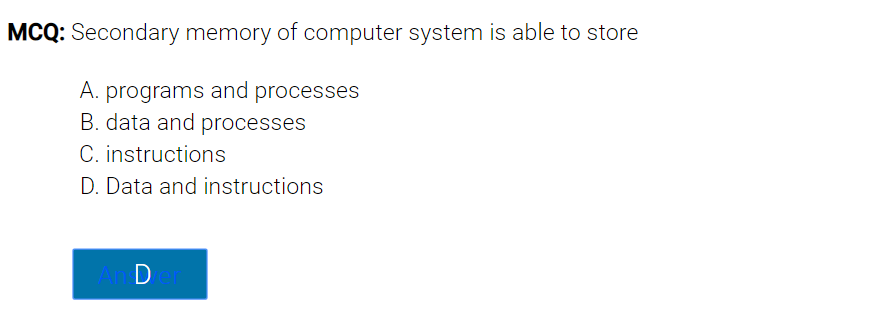 MCQ: Secondary memory of computer system is able to store
A. programs and processes
B. data and processes
C. instructions
D. Data and instructions
Answer
D